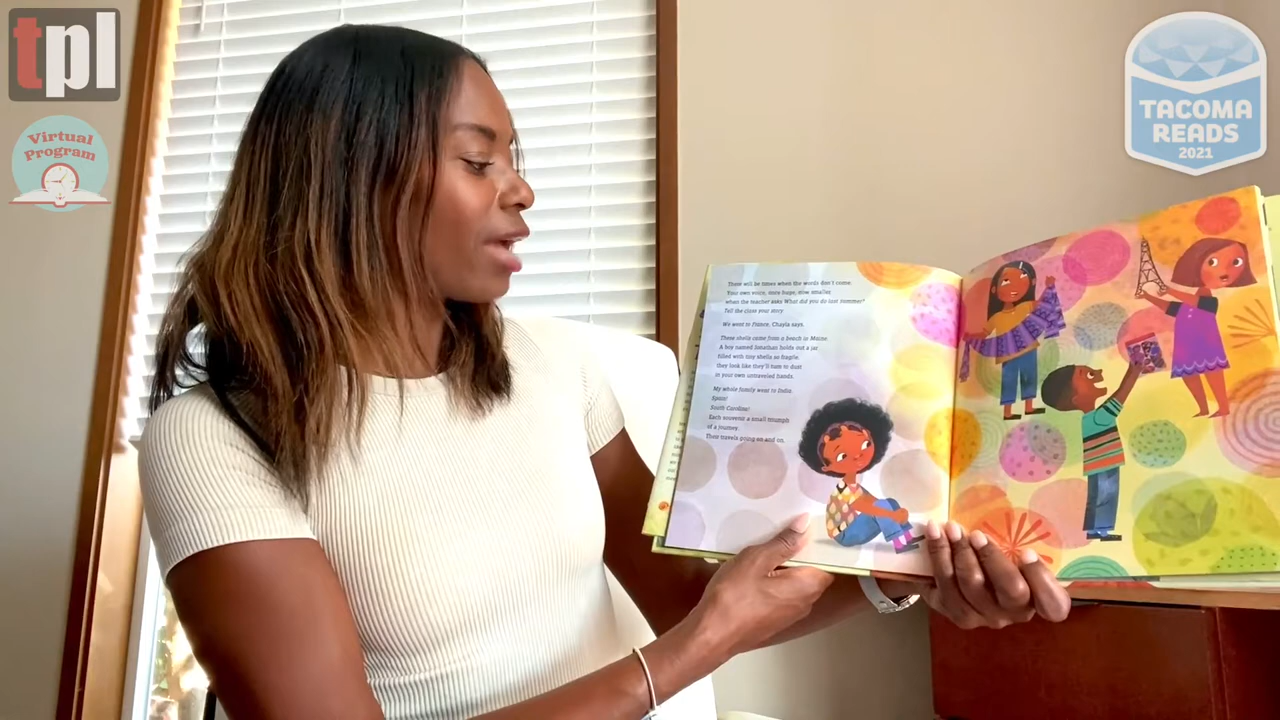 tpl
Virtual
Program
TACOMA
READS
2021
There will be times when the words don't come.
Your own voice, once huge, now smaller,
when the teacher asks What did you do last summer?
Tell the class your story.
We went to France, Chayla says.
These shells came from a beach in Maine.
A boy named Jonathan holds out a jar
filled with tiny shells so fragile,
they look like they'll turn to dust
in your own untraveled hands.
My whole family went to India.
Spain!
South Carolina!
Each souvenir a small triumph
of a journey.
Their travels going on and on.